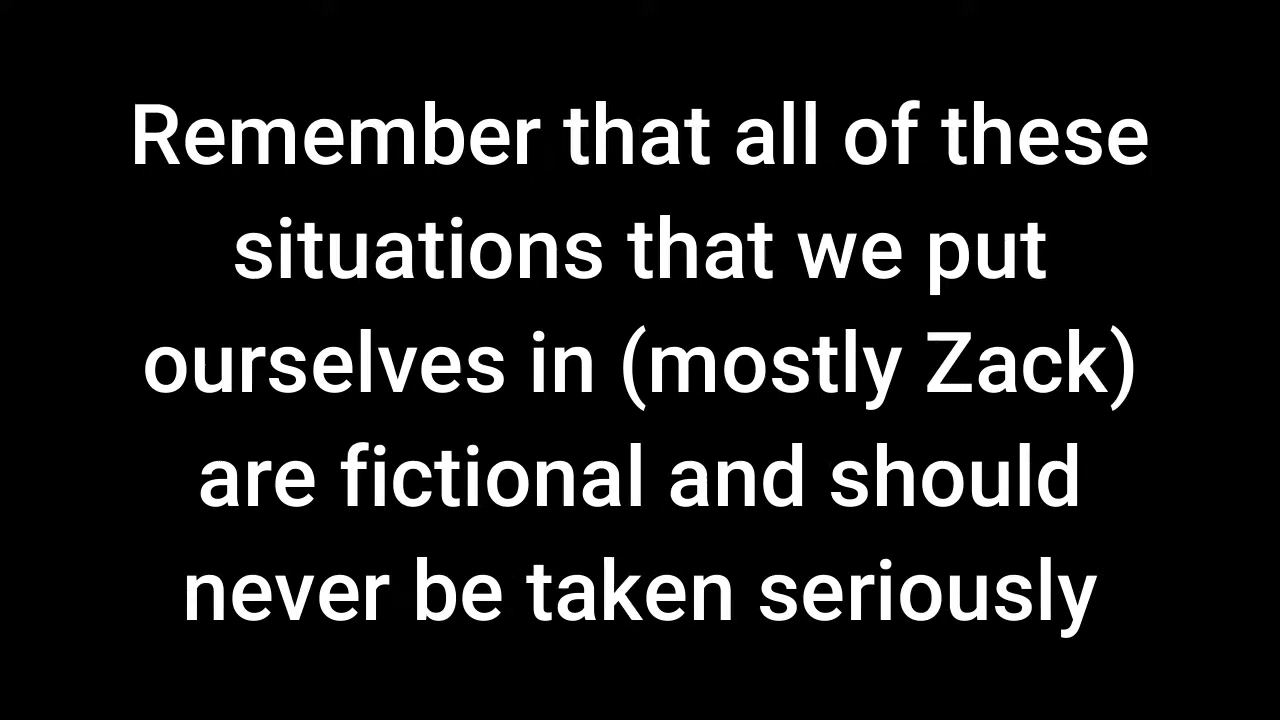 Remember that all of these
situations that we put
ourselves in (mostly Zack)
are fictional and should
never be taken seriously